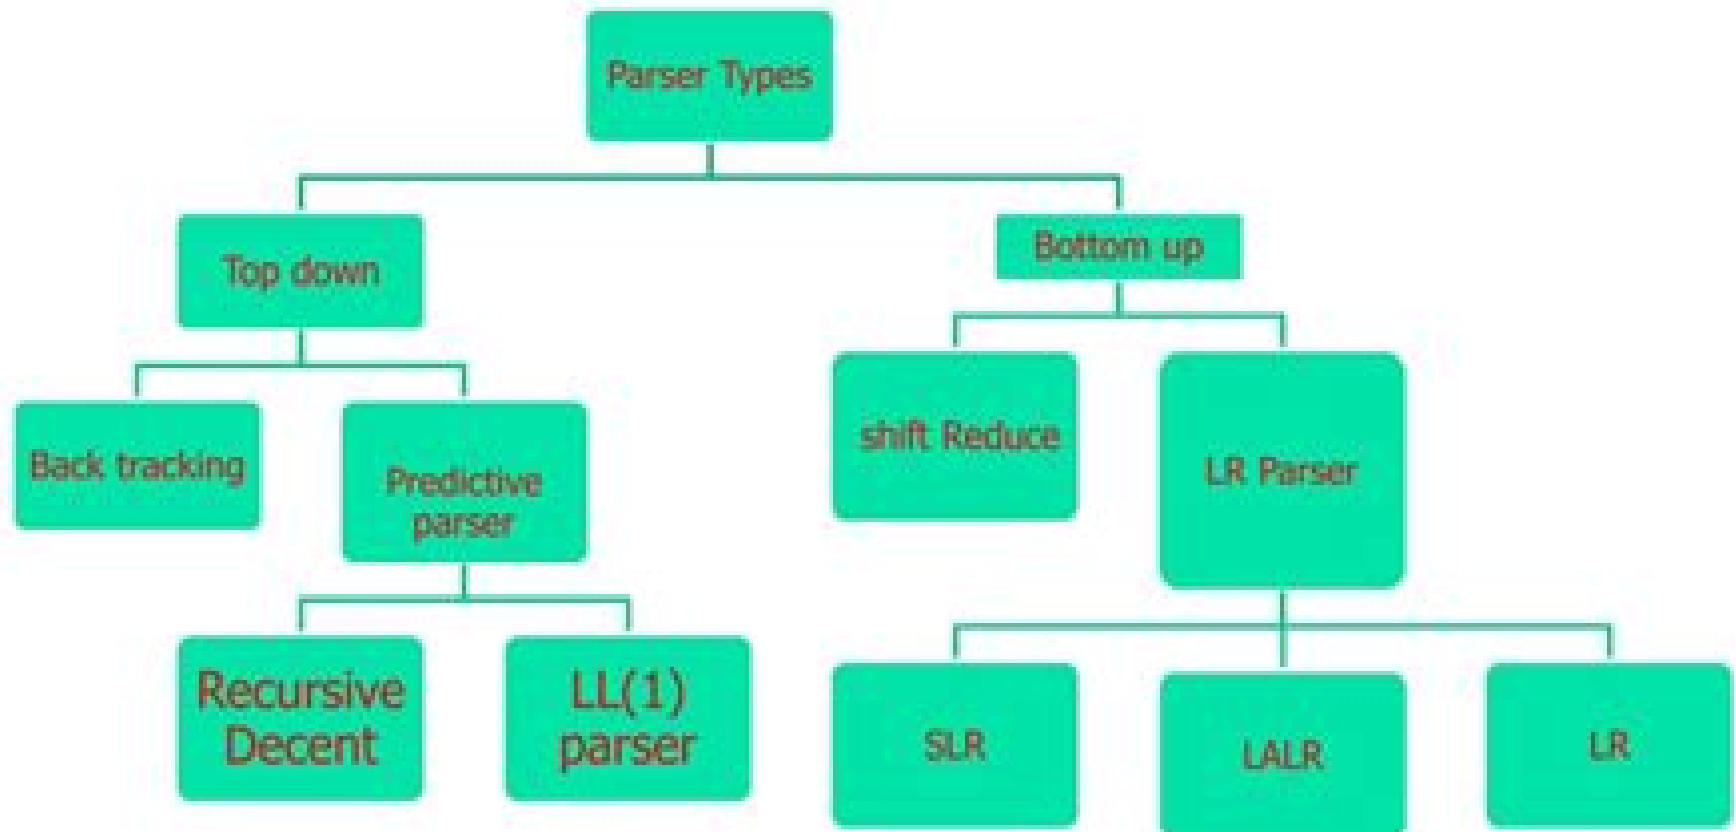 Parser Types
Top down
Bottom up
Back tracking
Predictive
parser
shift Reduce
LR Parser
Recursive
Decent
LL(1)
parser
SLR
LALR
LR